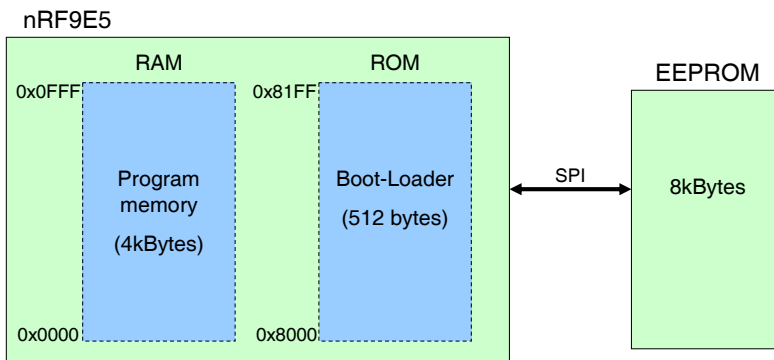 nRF9E5
RAM
ROM
EEPROM
0x0FFF
0x81FF
Program
memory
(4kBytes)
Boot-Loader
(512 bytes)
SPI
8kBytes
0x0000
0x8000